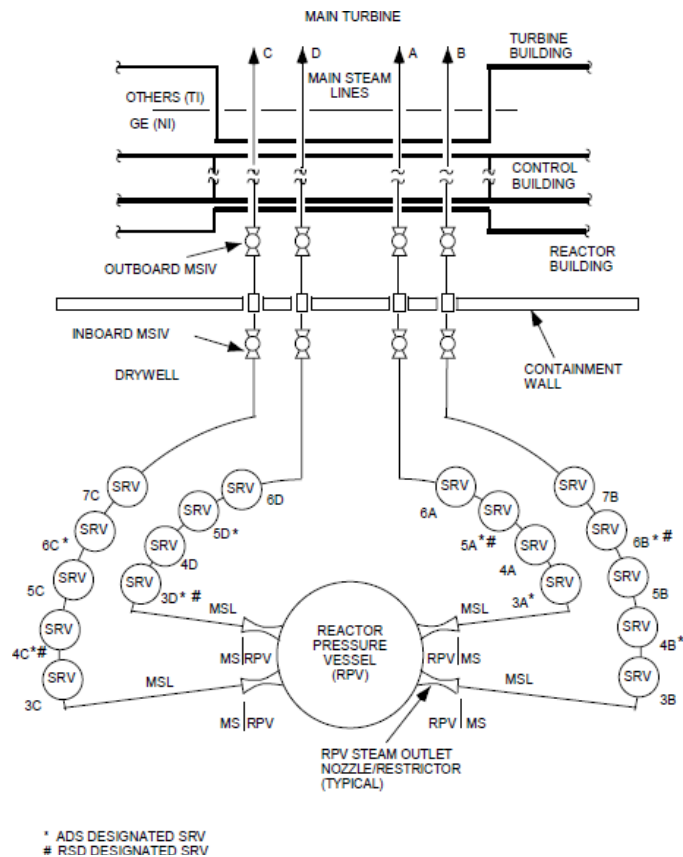 MAIN TURBINE
C
D
A
B
TURBINE
BUILDING
MAIN STEAM
LINES
OTHERS (TI)
GE (NI)
CONTROL
BUILDING
OUTBOARD MSIV
REACTOR
BUILDING
INBOARD MSIV
DRYWELL
CONTAINMENT
WALL
7C
SRV
6C*
SRV
5C
SRV
4C*#
SRV
3C
SRV
SRV
6D
SRV
5D*
SRV
4D
SRV
3D* #
SRV
6A
SRV
5A*#
SRV
4A
SRV
3A*
SRV
7B
SRV
6B* #
SRV
5B
SRV
4B*
SRV
3B
MSL
MSL
REACTOR
PRESSURE
VESSEL
(RPV)
MS|RPV
RPV|MS
MSL
MSL
MS|RPV
RPV|MS
RPV STEAM OUTLET
NOZZLE/RESTRICTOR
(TYPICAL)
* ADS DESIGNATED SRV
# RSD DESIGNATED SRV